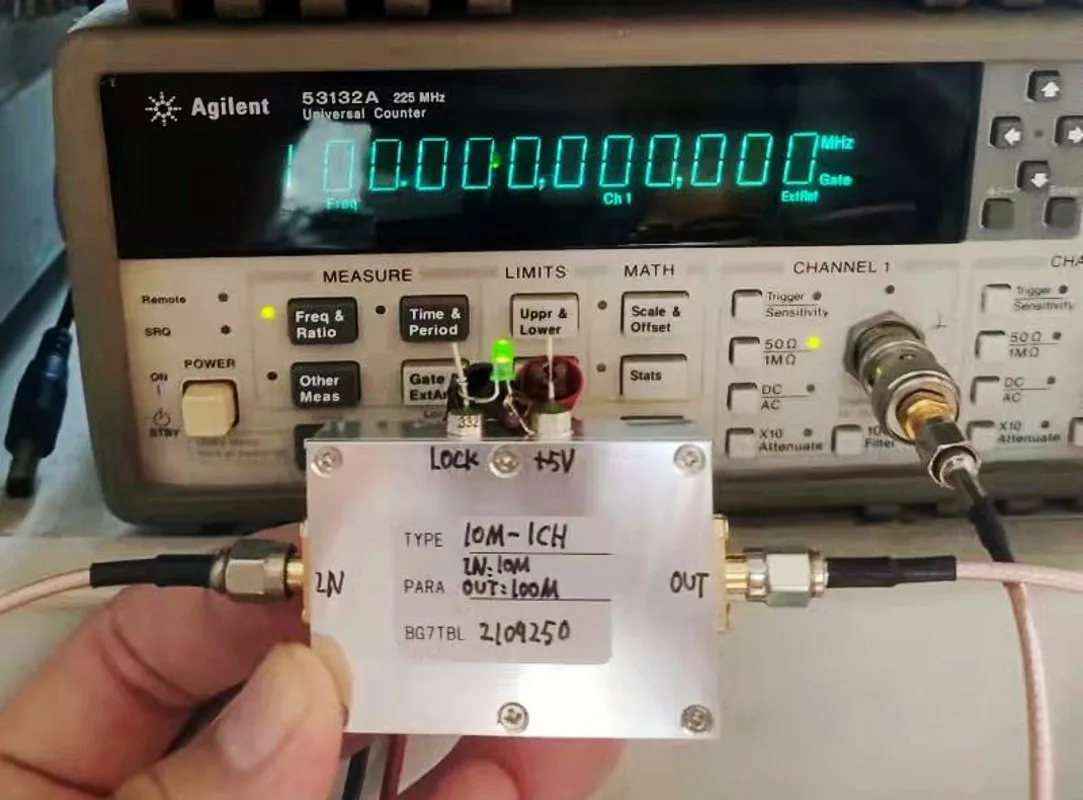 Agilent
53132A 225 MHz
Universal Counter
100.000,000,000 MHz
Gate
Freq Ch1 ExtRef
MEASURE
LIMITS
MATH
CHANNEL 1
Remote
SRQ
POWER
ON
STBY
Freq & Ratio
Time & Period
Uppr & Lower
Scale & Offset
Other Meas
Gate
Stats
Trigger
Sensitivity
50Ω
1MΩ
DC
AC
X10
Attenuate
Filter
Trigger
Sensitivity
50Ω
1MΩ
DC
AC
X10
Attenuate
332
LOCK +5V
TYPE 10M-1CH
IN:10M
PARA OUT:100M
BG7TBL 2109250
IN
OUT